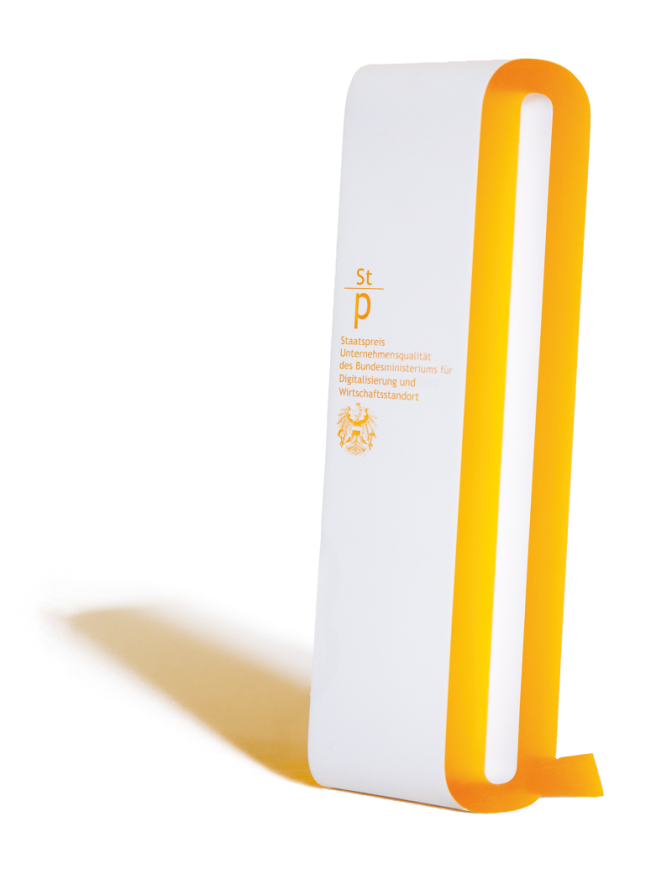 St
p
Staatspreis
Unternehmensqualität
des Bundesministeriums für
Digitalisierung und
Wirtschaftsstandort